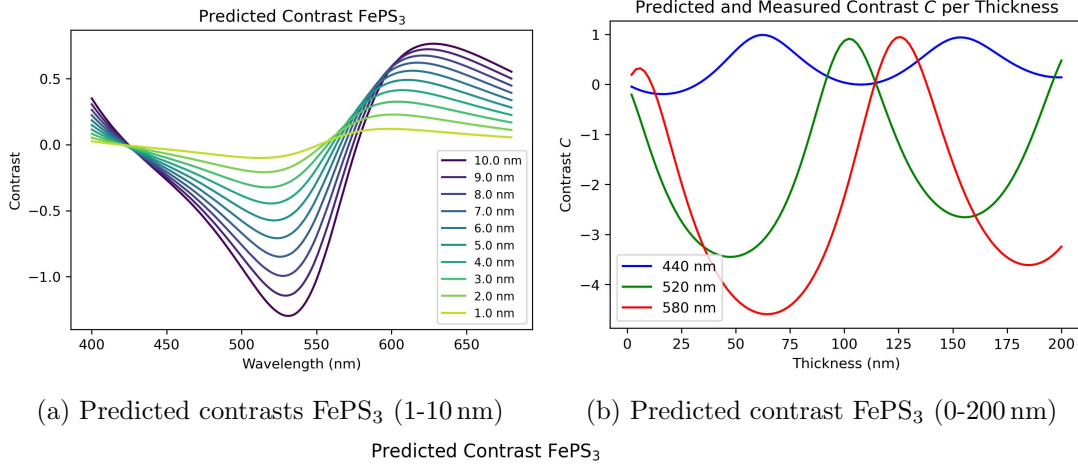 Predicted Contrast FePS₃
Contrast
0.5
0.0
−0.5
−1.0
10.0 nm
9.0 nm
8.0 nm
7.0 nm
6.0 nm
5.0 nm
4.0 nm
3.0 nm
2.0 nm
1.0 nm
400 450 500 550 600 650
Wavelength (nm)
(a) Predicted contrasts FePS₃ (1-10 nm)
Predicted and Measured Contrast C per Thickness
Contrast C
1
0
−1
−2
−3
−4
440 nm
520 nm
580 nm
0 25 50 75 100 125 150 175 200
Thickness (nm)
(b) Predicted contrast FePS₃ (0-200 nm)
Predicted Contrast FePS₃